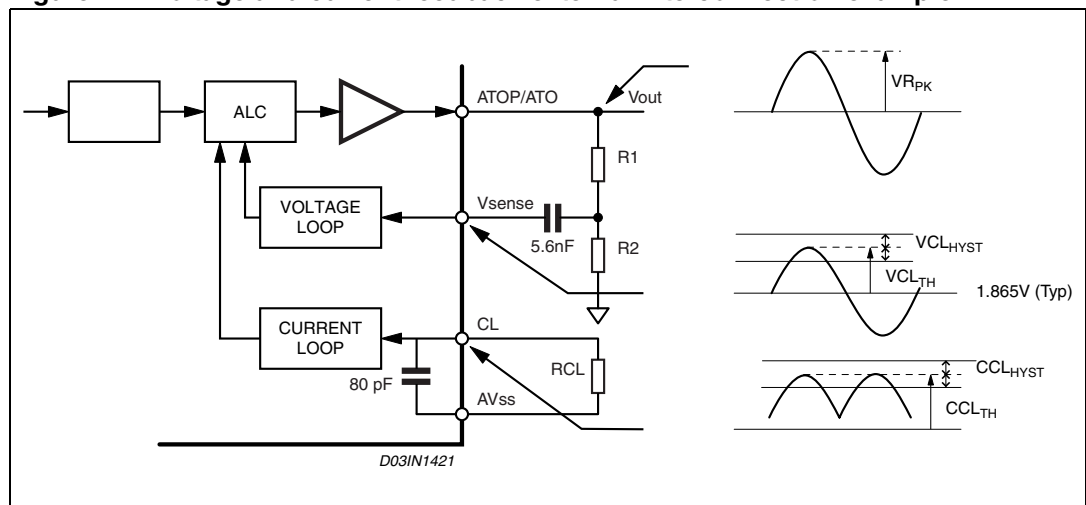 ATOP/ATO
Vout
ALC
R1
VR PK
VOLTAGE
LOOP
Vsense
5.6nF
R2
VCL HYST
VCL TH
1.865V (Typ)
CURRENT
LOOP
CL
80 pF
RCL
AVss
CCL HYST
CCL TH
D03IN1421